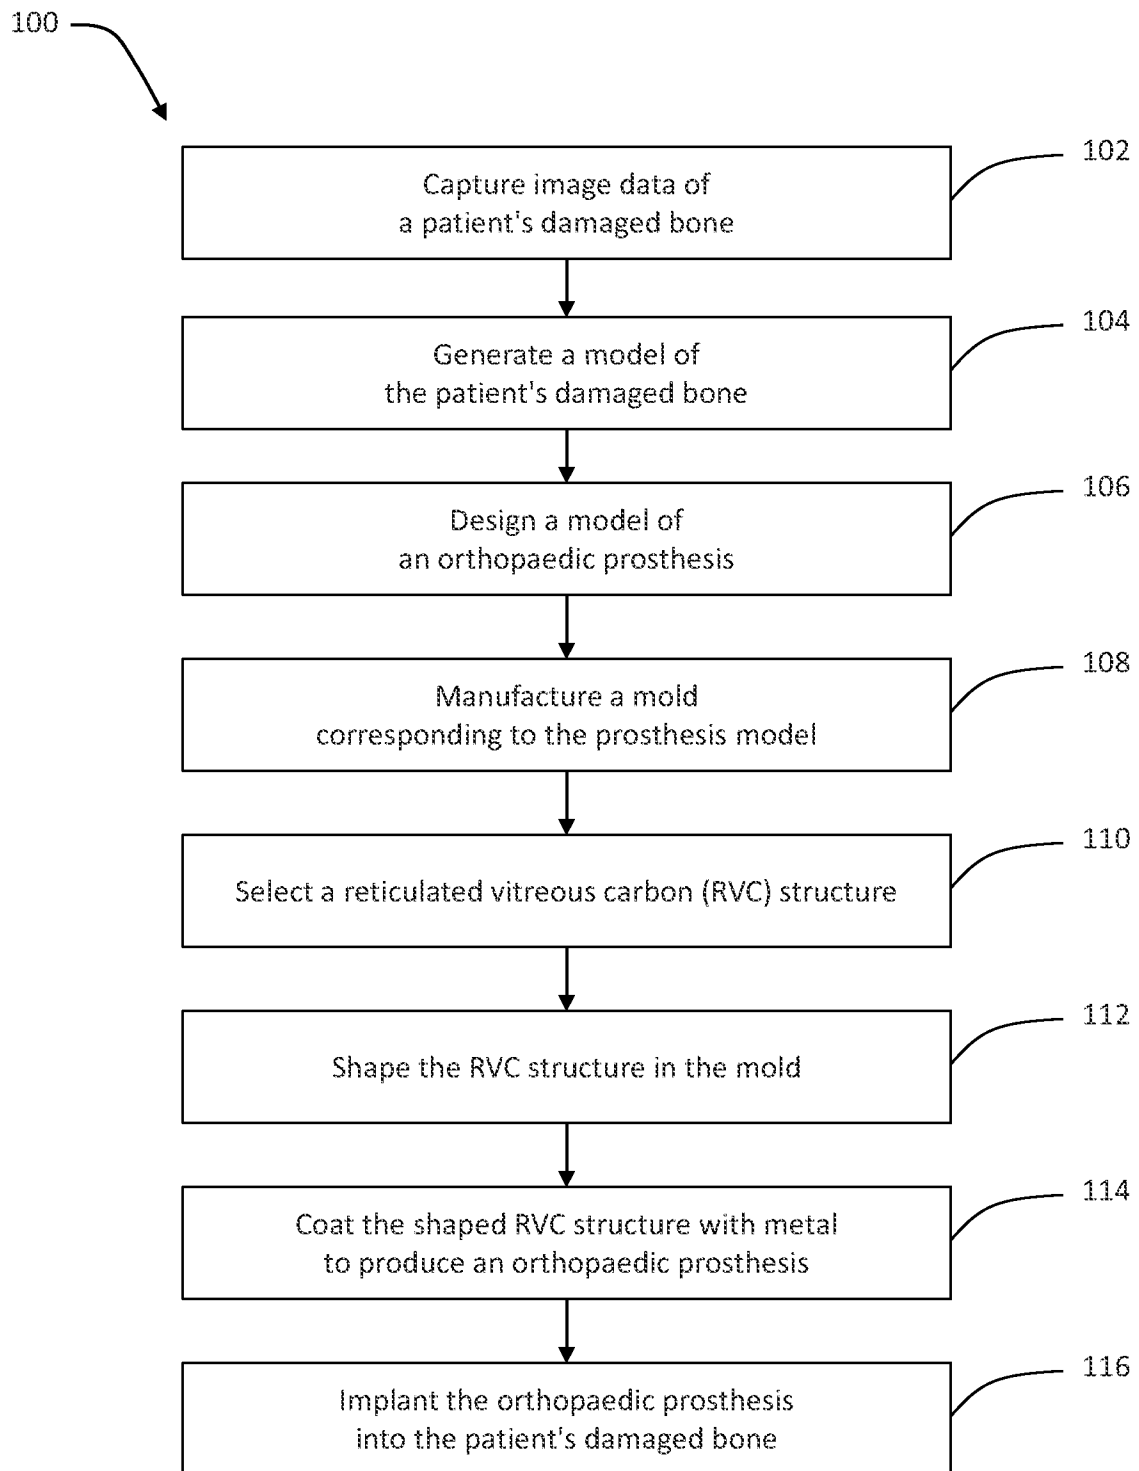 100
102
Capture image data of
a patient's damaged bone
104
Generate a model of
the patient's damaged bone
106
Design a model of
an orthopaedic prosthesis
108
Manufacture a mold
corresponding to the prosthesis model
110
Select a reticulated vitreous carbon (RVC) structure
112
Shape the RVC structure in the mold
114
Coat the shaped RVC structure with metal
to produce an orthopaedic prosthesis
116
Implant the orthopaedic prosthesis
into the patient's damaged bone